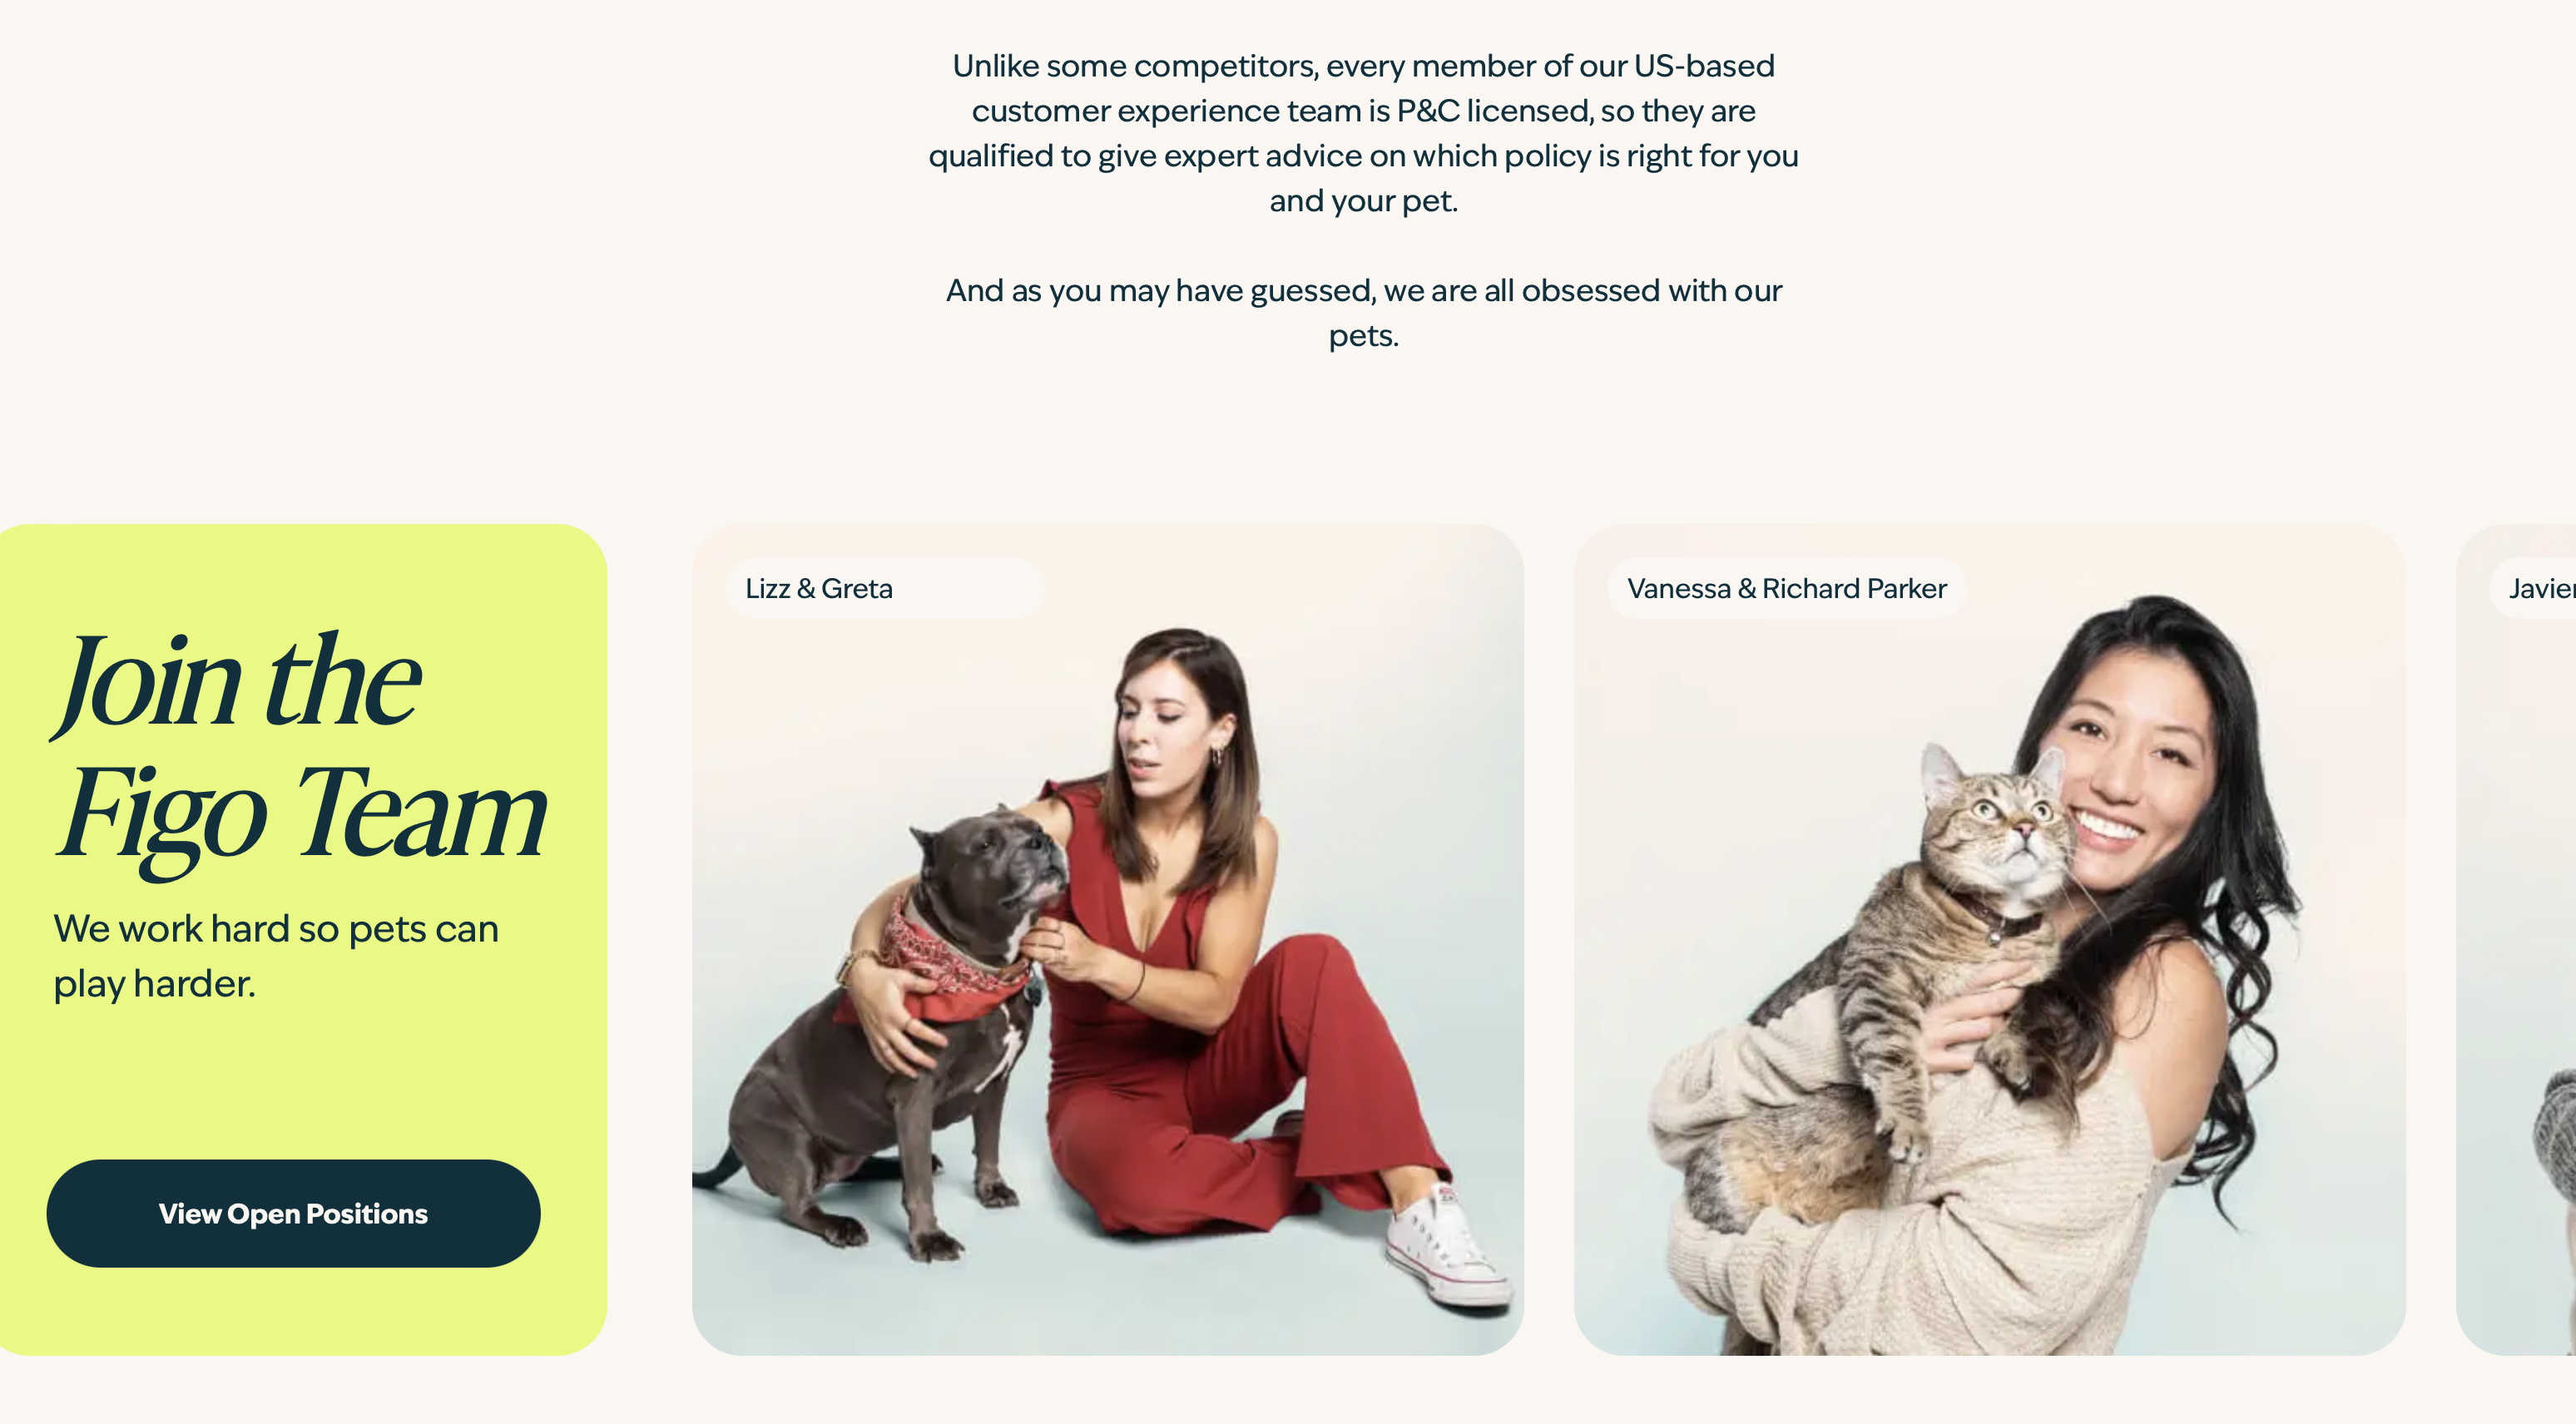 Unlike some competitors, every member of our US-based
customer experience team is P&C licensed, so they are
qualified to give expert advice on which policy is right for you
and your pet.
And as you may have guessed, we are all obsessed with our
pets.
Join the
Figo Team
We work hard so pets can
play harder.
View Open Positions
Lizz & Greta
Vanessa & Richard Parker